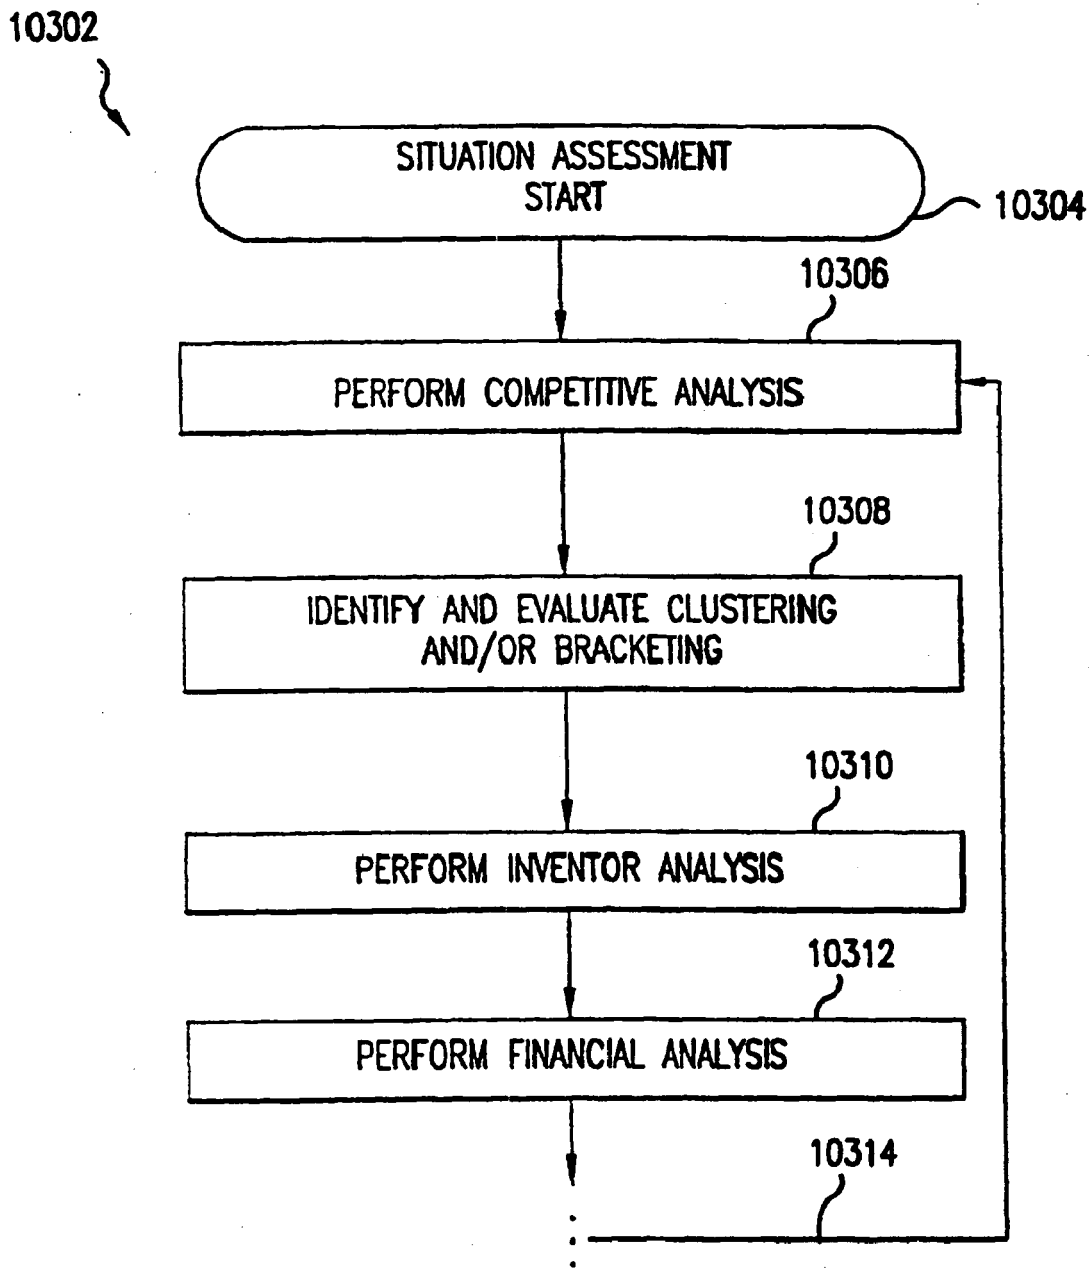 10302
SITUATION ASSESSMENT
START
10304
10306
PERFORM COMPETITIVE ANALYSIS
10308
IDENTIFY AND EVALUATE CLUSTERING
AND/OR BRACKETING
10310
PERFORM INVENTOR ANALYSIS
10312
PERFORM FINANCIAL ANALYSIS
10314